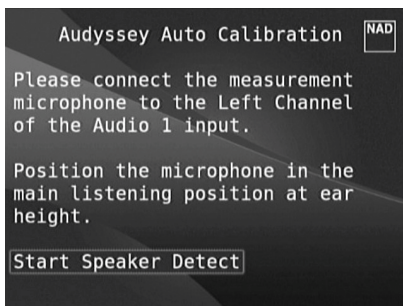 Audyssey Auto Calibration
NAD
Please connect the measurement
microphone to the Left Channel
of the Audio 1 input.
Position the microphone in the
main listening position at ear
height.
Start Speaker Detect